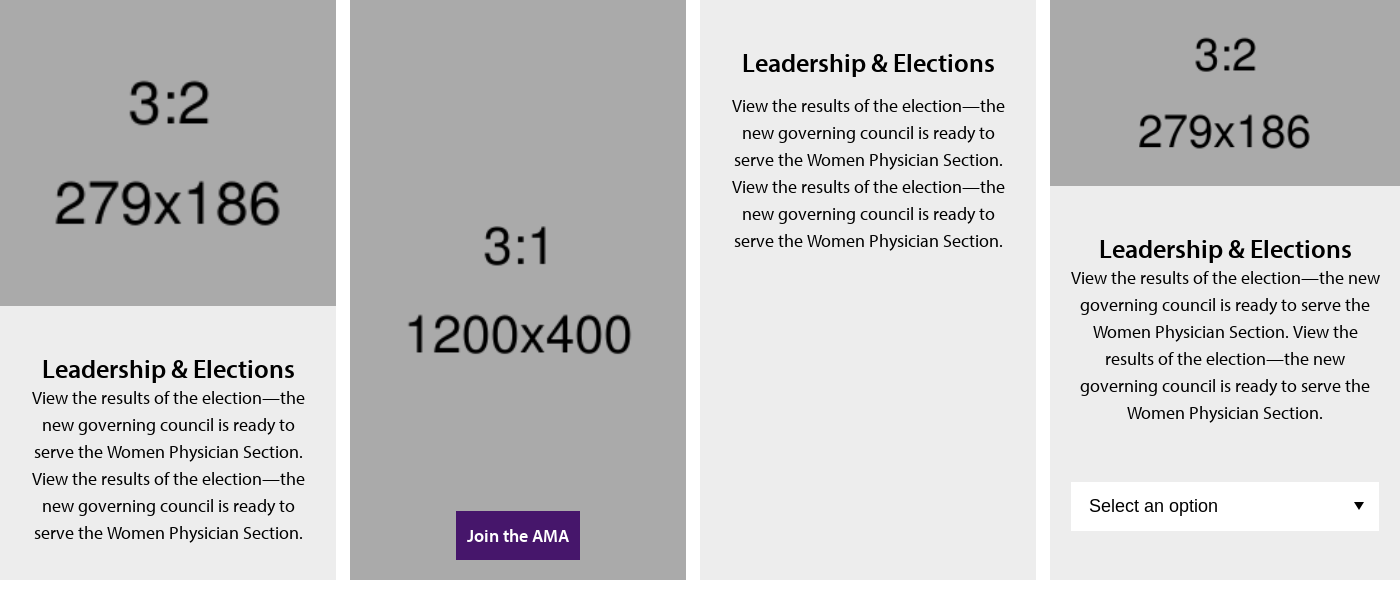 3:2
279x186
Leadership & Elections
View the results of the election—the
new governing council is ready to
serve the Women Physician Section.
View the results of the election—the
new governing council is ready to
serve the Women Physician Section.
3:1
1200x400
Join the AMA
Leadership & Elections
View the results of the election—the
new governing council is ready to
serve the Women Physician Section.
View the results of the election—the
new governing council is ready to
serve the Women Physician Section.
3:2
279x186
Leadership & Elections
View the results of the election—the new
governing council is ready to serve the
Women Physician Section. View the
results of the election—the new
governing council is ready to serve the
Women Physician Section.
Select an option